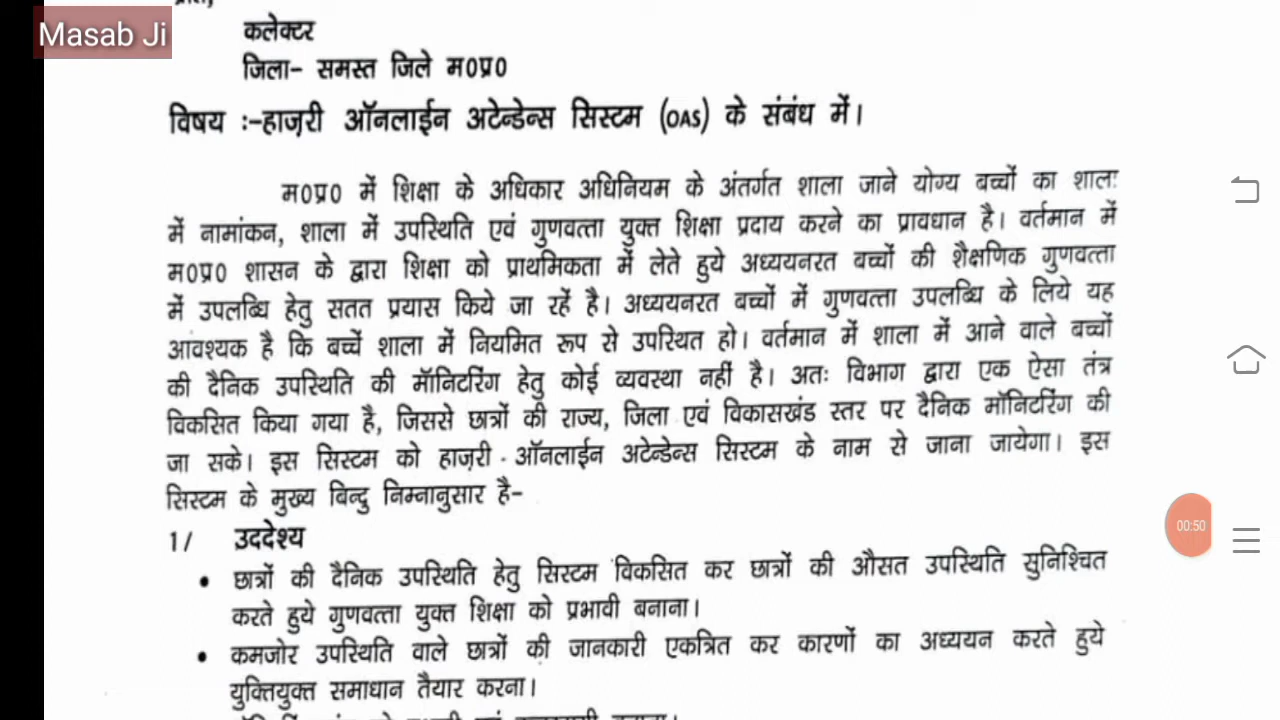 Masab Ji
कलेक्टर
जिला- समस्त जिले म0प्र0
विषय :-हाज़री ऑनलाईन अटेन्डेन्स सिस्टम (OAS) के संबंध में।
म0प्र0 में शिक्षा के अधिकार अधिनियम के अंतर्गत शाला जाने योग्य बच्चों का शाला
में नामांकन, शाला में उपस्थिति एवं गुणवत्ता युक्त शिक्षा प्रदाय करने का प्रावधान है। वर्तमान में
म0प्र0 शासन के द्वारा शिक्षा को प्राथमिकता में लेते हुये अध्ययनरत बच्चों की शैक्षणिक गुणवत्ता
में उपलब्धि हेतु सतत प्रयास किये जा रहें है। अध्ययनरत बच्चों में गुणवत्ता उपलब्धि के लिये यह
आवश्यक है कि बच्चें शाला में नियमित रूप से उपस्थित हो। वर्तमान में शाला में आने वाले बच्चों
की दैनिक उपस्थिति की मॉनिटरिंग हेतु कोई व्यवस्था नहीं है। अतः विभाग द्वारा एक ऐसा तंत्र
विकसित किया गया है, जिससे छात्रों की राज्य, जिला एवं विकासखंड स्तर पर दैनिक मॉनिटरिंग की
जा सके। इस सिस्टम को हाज़री - ऑनलाईन अटेन्डेन्स सिस्टम के नाम से जाना जायेगा। इस
सिस्टम के मुख्य बिन्दु निम्नानुसार है-
1/ उददेश्य
• छात्रों की दैनिक उपस्थिति हेतु सिस्टम विकसित कर छात्रों की औसत उपस्थिति सुनिश्चित
करते हुये गुणवत्ता युक्त शिक्षा को प्रभावी बनाना।
• कमजोर उपस्थिति वाले छात्रों की जानकारी एकत्रित कर कारणों का अध्ययन करते हुये
युक्तियुक्त समाधान तैयार करना।
00:50